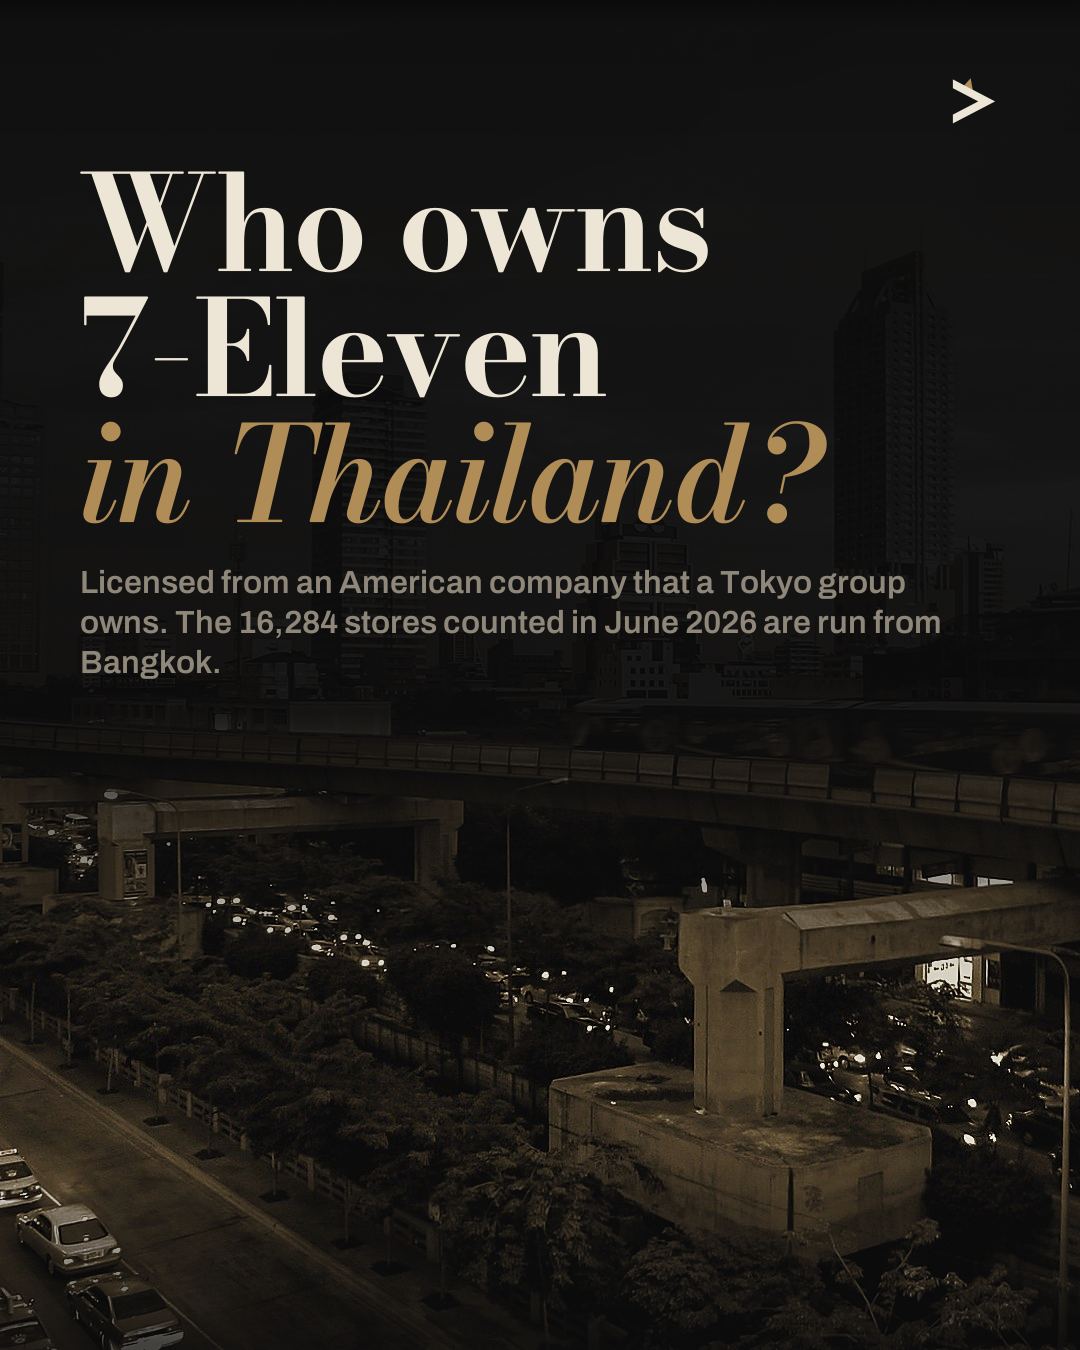 Who owns
7-Eleven
in Thailand?
Licensed from an American company that a Tokyo group
owns. The 16,284 stores counted in June 2026 are run from
Bangkok.